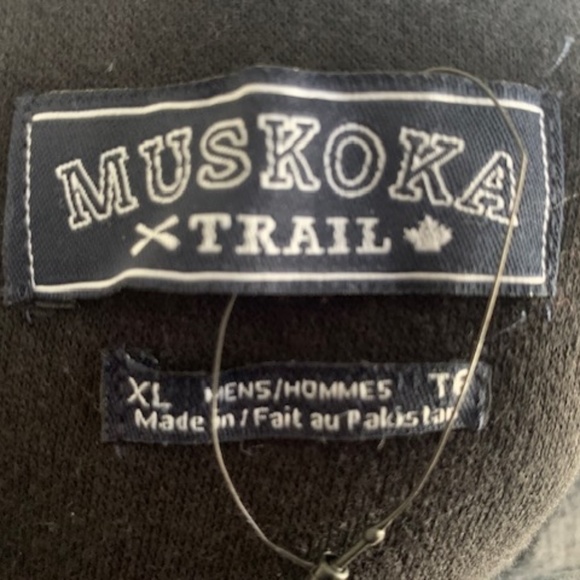 MUSKOKA
TRAIL
XL MENS/HOMMES TG
Made in / Fait au Pakistan